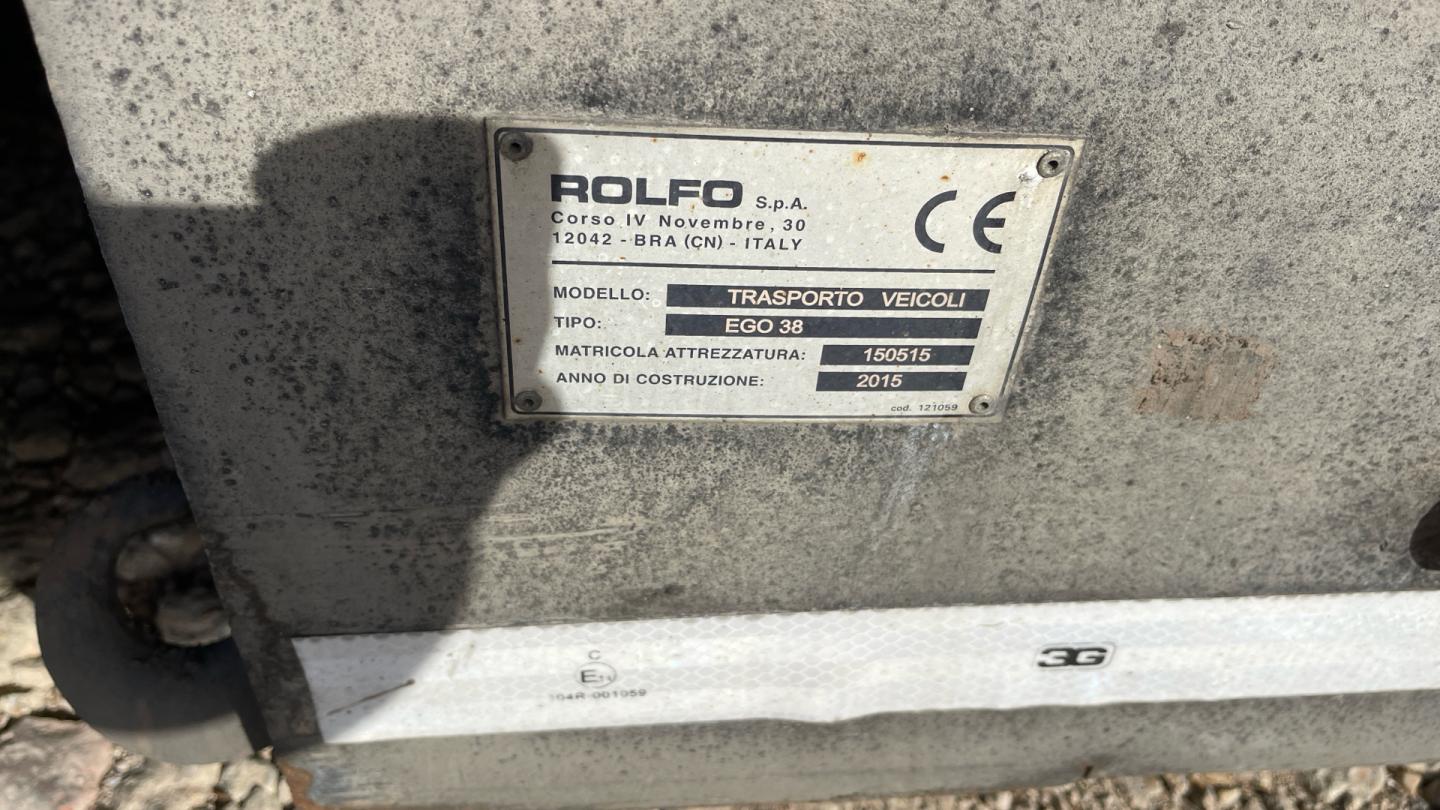 ROLFO S.p.A.
Corso IV Novembre, 30
12042 - BRA (CN) - ITALY
CE
MODELLO: TRASPORTO VEICOLI
TIPO: EGO 38
MATRICOLA ATTREZZATURA: 150515
ANNO DI COSTRUZIONE: 2015
cod. 121059
C
3G
104R-001059